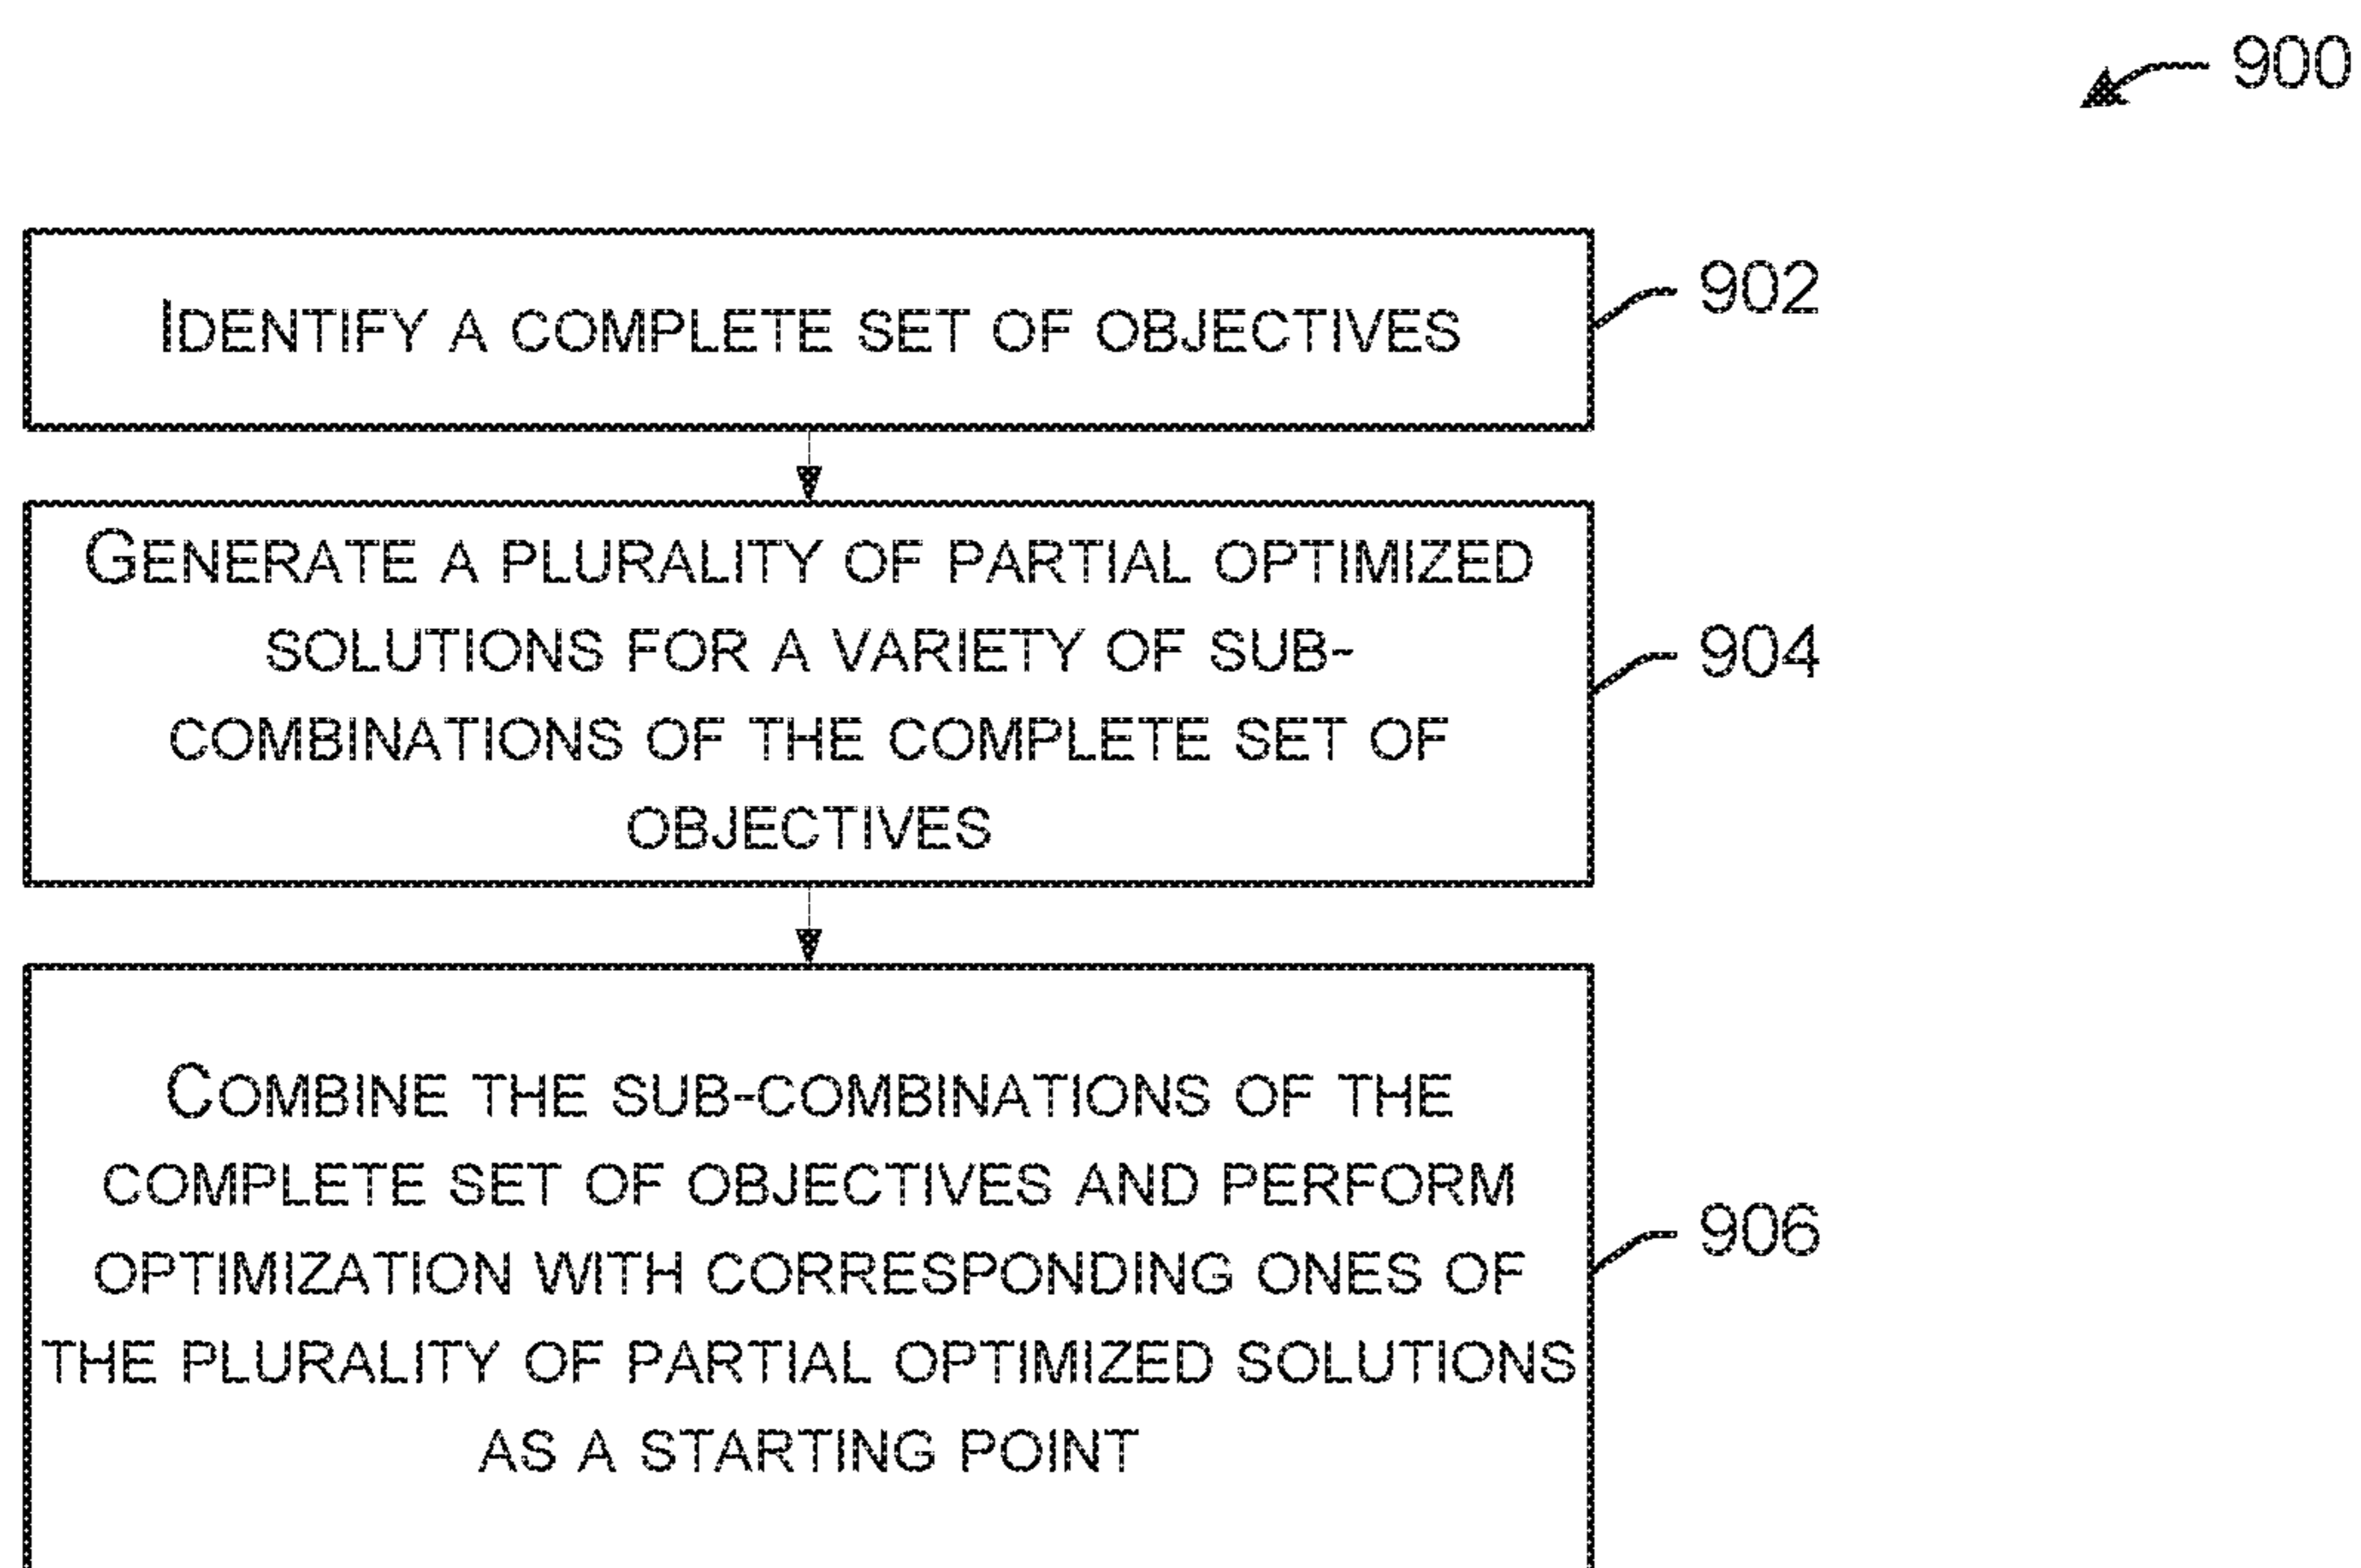 900
IDENTIFY A COMPLETE SET OF OBJECTIVES
902
GENERATE A PLURALITY OF PARTIAL OPTIMIZED
SOLUTIONS FOR A VARIETY OF SUB-
COMBINATIONS OF THE COMPLETE SET OF
OBJECTIVES
904
COMBINE THE SUB-COMBINATIONS OF THE
COMPLETE SET OF OBJECTIVES AND PERFORM
OPTIMIZATION WITH CORRESPONDING ONES OF
THE PLURALITY OF PARTIAL OPTIMIZED SOLUTIONS
AS A STARTING POINT
906